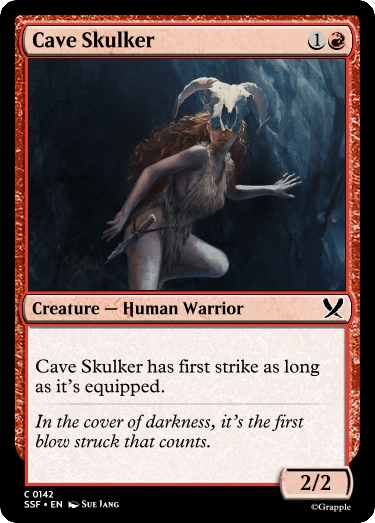 Cave Skulker 1
Creature — Human Warrior
Cave Skulker has first strike as long
as it's equipped.
In the cover of darkness, it's the first
blow struck that counts.
2/2
C 0142
SSF • EN Sue Jang
©Grapple